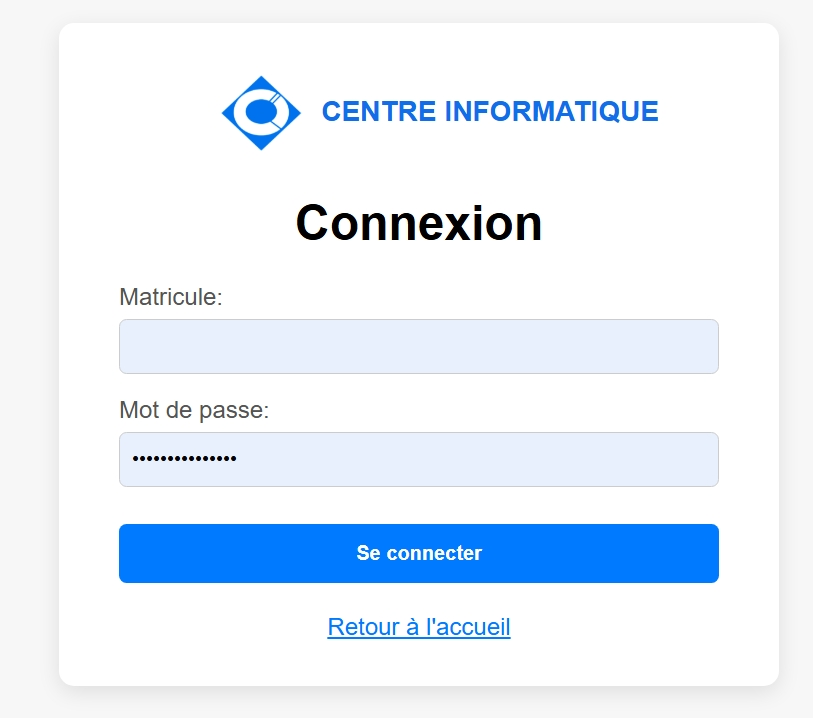 CENTRE INFORMATIQUE
Connexion
Matricule:
Mot de passe:
•••••••••••••••
Se connecter
Retour à l'accueil